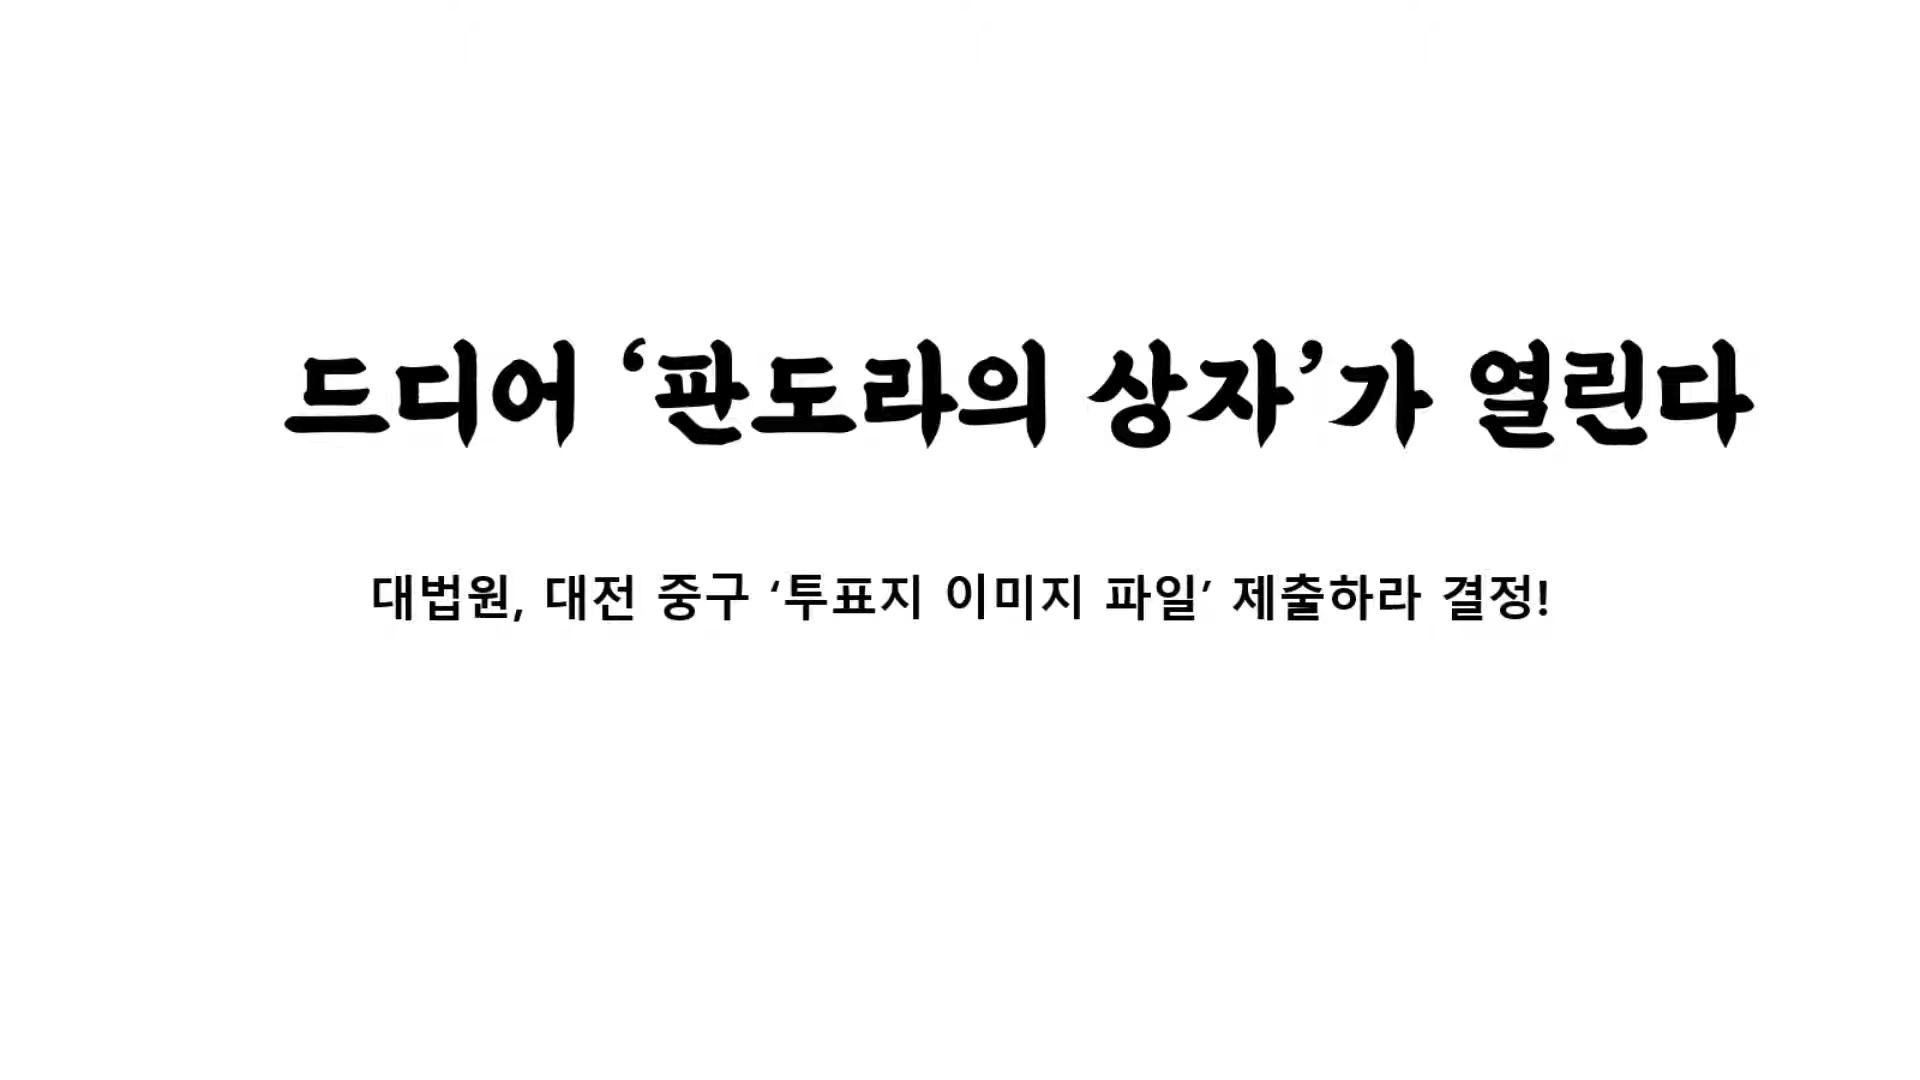 드디어 ‘판도라의 상자’가 열린다
대법원, 대전 중구 ‘투표지 이미지 파일’ 제출하라 결정!